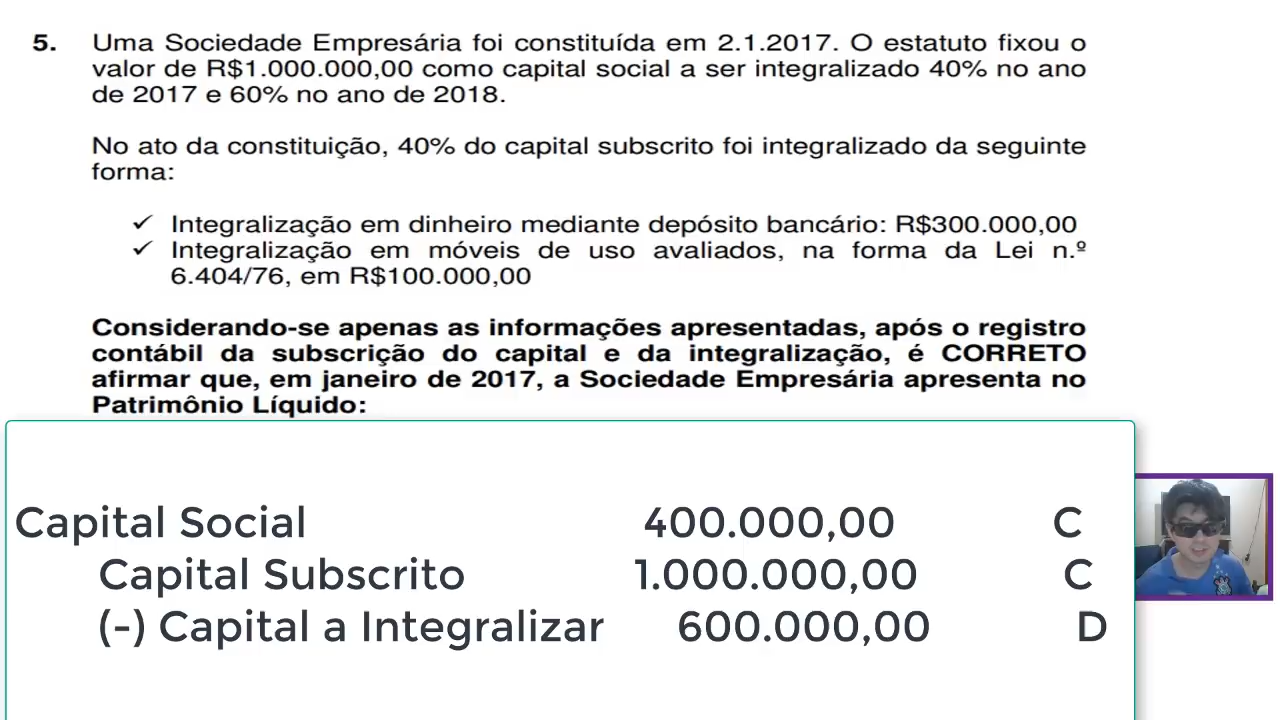 5. Uma Sociedade Empresária foi constituída em 2.1.2017. O estatuto fixou o
valor de R$1.000.000,00 como capital social a ser integralizado 40% no ano
de 2017 e 60% no ano de 2018.
No ato da constituição, 40% do capital subscrito foi integralizado da seguinte
forma:
✓ Integralização em dinheiro mediante depósito bancário: R$300.000,00
✓ Integralização em móveis de uso avaliados, na forma da Lei n.º
6.404/76, em R$100.000,00
Considerando-se apenas as informações apresentadas, após o registro
contábil da subscrição do capital e da integralização, é CORRETO
afirmar que, em janeiro de 2017, a Sociedade Empresária apresenta no
Patrimônio Líquido:
Capital Social 400.000,00 C
Capital Subscrito 1.000.000,00 C
(-) Capital a Integralizar 600.000,00 D